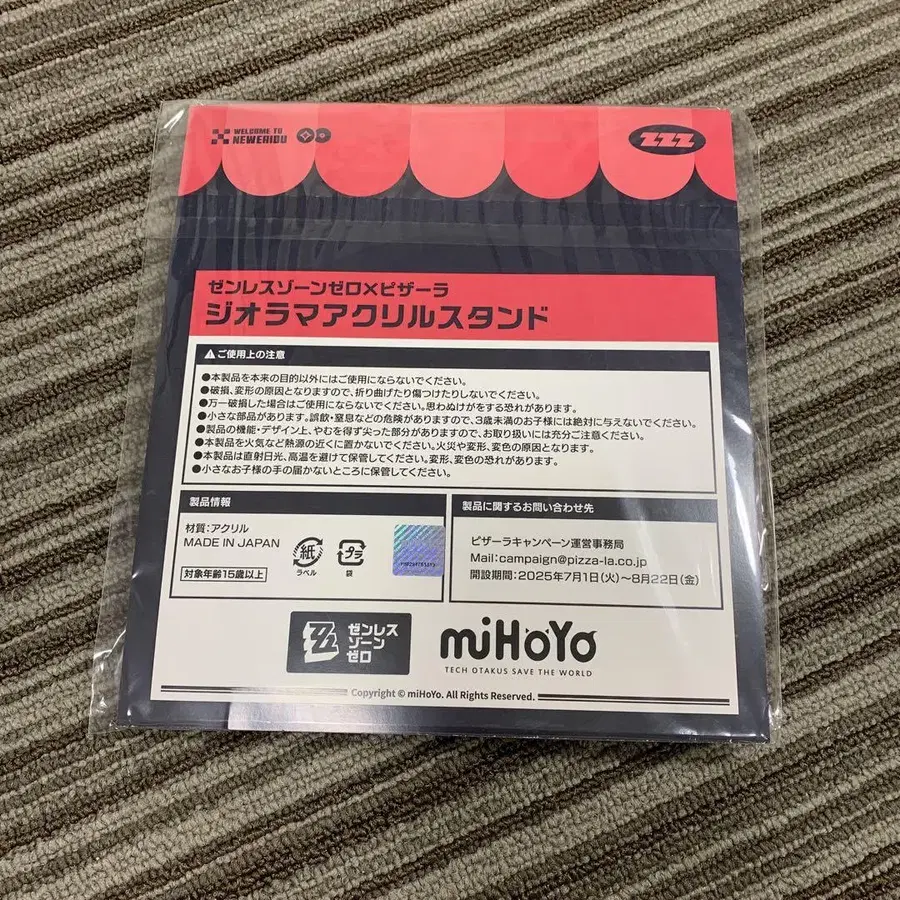 WELCOME TO
NEWERIDU
ZZZ
ゼンレスゾーンゼロ×ピザーラ
ジオラマアクリルスタンド
ご使用上の注意
●本製品を本来の目的以外にはご使用にならないでください。
●破損、変形の原因となりますので、折り曲げたり傷つけたりしないでください。
●万一破損した場合はご使用にならないでください。思わぬけがをする恐れがあります。
●小さな部品があります。誤飲・窒息などの危険がありますので、3歳未満のお子様には絶対に与えないでください。
●製品の機能・デザイン上、やむを得ず尖った部分がありますので、お取り扱いには充分ご注意ください。
●本製品を火気など熱源の近くに置かないでください。火災や変形、変色の原因となります。
●本製品は直射日光、高温を避けて保管してください。変形、変色の恐れがあります。
●小さなお子様の手の届かないところに保管してください。
製品情報
材質：アクリル
MADE IN JAPAN
対象年齢15歳以上
紙
ラベル
プラ
袋
製品に関するお問い合わせ先
ピザーラキャンペーン運営事務局
Mail：campaign@pizza-la.co.jp
開設期間：2025年7月1日（火）～8月22日（金）
ゼンレス
ゾーン
ゼロ
miHoYo
TECH OTAKUS SAVE THE WORLD
Copyright © miHoYo. All Rights Reserved.